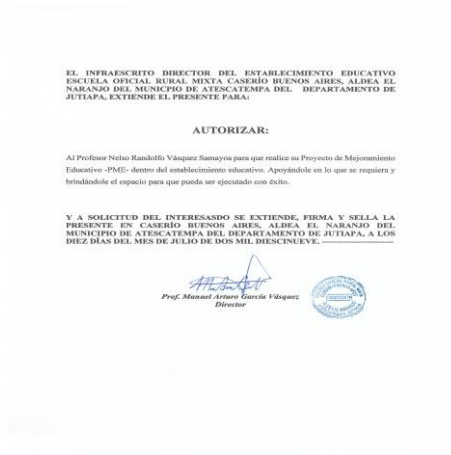 EL INFRAESCRITO DIRECTOR DEL ESTABLECIMIENTO EDUCATIVO
ESCUELA OFICIAL RURAL MIXTA CASERÍO BUENOS AIRES, ALDEA EL
NARANJO DEL MUNICPIO DE ATESCATEMPA DEL DEPARTAMENTO DE
JUTIAPA, EXTIENDE EL PRESENTE PARA:
AUTORIZAR:
Al Profesor Nelso Randolfo Vásquez Samayoa para que realice su Proyecto de Mejoramiento
Educativo -PME- dentro del establecimiento educativo. Apoyándole en lo que se requiera y
brindándole el espacio para que pueda ser ejecutado con éxito.
Y A SOLICITUD DEL INTERESASDO SE EXTIENDE, FIRMA Y SELLA LA
PRESENTE EN CASERÍO BUENOS AIRES, ALDEA EL NARANJO DEL
MUNICIPIO DE ATESCATEMPA DEL DEPARTAMENTO DE JUTIAPA, A LOS
DIEZ DÍAS DEL MES DE JULIO DE DOS MIL DIESCINUEVE. --------------------
Prof. Manuel Arturo García Vásquez
Director